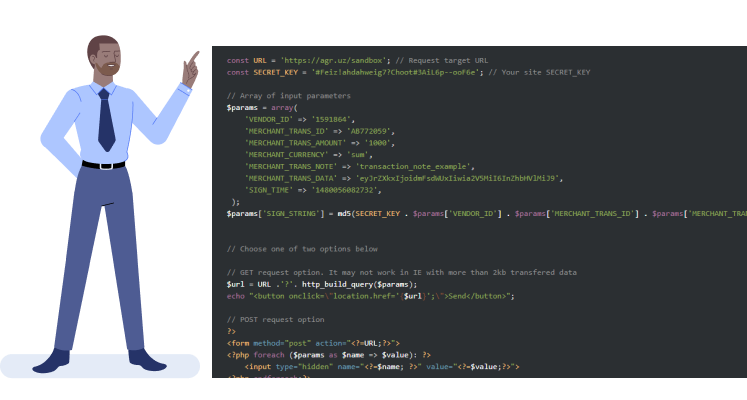 const URL = 'https://agr.uz/sandbox'; // Request target URL
const SECRET_KEY = '#Feiz!ahdahweig7?Choot#3AiL6p--ooF6e'; // Your site SECRET_KEY
// Array of input parameters
$params = array(
'VENDOR_ID' => '1591864',
'MERCHANT_TRANS_ID' => 'AB772059',
'MERCHANT_TRANS_AMOUNT' => '1000',
'MERCHANT_CURRENCY' => 'sum',
'MERCHANT_TRANS_NOTE' => 'transaction_note_example',
'MERCHANT_TRANS_DATA' => 'eyJrZXkxIjoidmFsdWUxIiwia2V5MiI6InZhbHVlMiJ9',
'SIGN_TIME' => '1480056082732',
);
$params['SIGN_STRING'] = md5(SECRET_KEY . $params['VENDOR_ID'] . $params['MERCHANT_TRANS_ID'] . $params['MERCHANT_TRA
// Choose one of two options below
// GET request option. It may not work in IE with more than 2kb transfered data
$url = URL .'?'. http_build_query($params);
echo "<button onclick=\"location.href='{$url}';\">Send</button>";
// POST request option
?>
<form method="post" action="<?=URL;?>">
<?php foreach ($params as $name => $value): ?>
<input type="hidden" name="<?=$name; ?>" value="<?=$value;?>">
<?php endforeach;?>